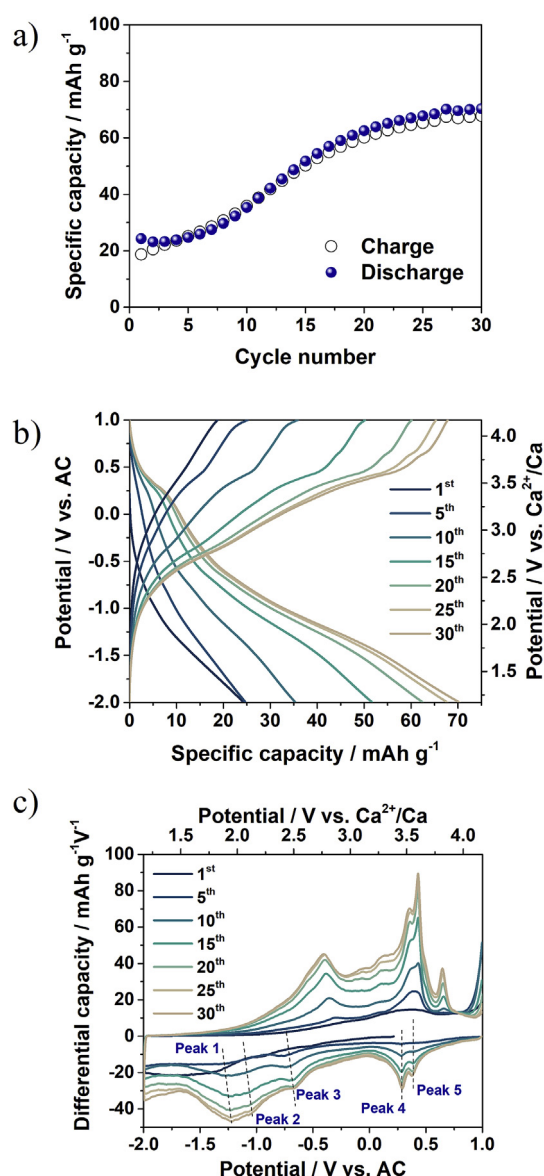 a)
100
80
60
40
20
0
Specific capacity / mAh g⁻¹
Charge
Discharge
0 5 10 15 20 25 30
Cycle number
b)
1.0
0.5
0.0
-0.5
-1.0
-1.5
-2.0
Potential / V vs. AC
4.0
3.5
3.0
2.5
2.0
1.5
Potential / V vs. Ca²⁺/Ca
1ˢᵗ
5ᵗʰ
10ᵗʰ
15ᵗʰ
20ᵗʰ
25ᵗʰ
30ᵗʰ
0 10 20 30 40 50 60 70
Specific capacity / mAh g⁻¹
c)
Potential / V vs. Ca²⁺/Ca
1.5 2.0 2.5 3.0 3.5 4.0
100
80
60
40
20
0
-20
-40
Differential capacity / mAh g⁻¹V⁻¹
1ˢᵗ
5ᵗʰ
10ᵗʰ
15ᵗʰ
20ᵗʰ
25ᵗʰ
30ᵗʰ
Peak 1
Peak 2
Peak 3
Peak 4
Peak 5
-2.0 -1.5 -1.0 -0.5 0.0 0.5 1.0
Potential / V vs. AC